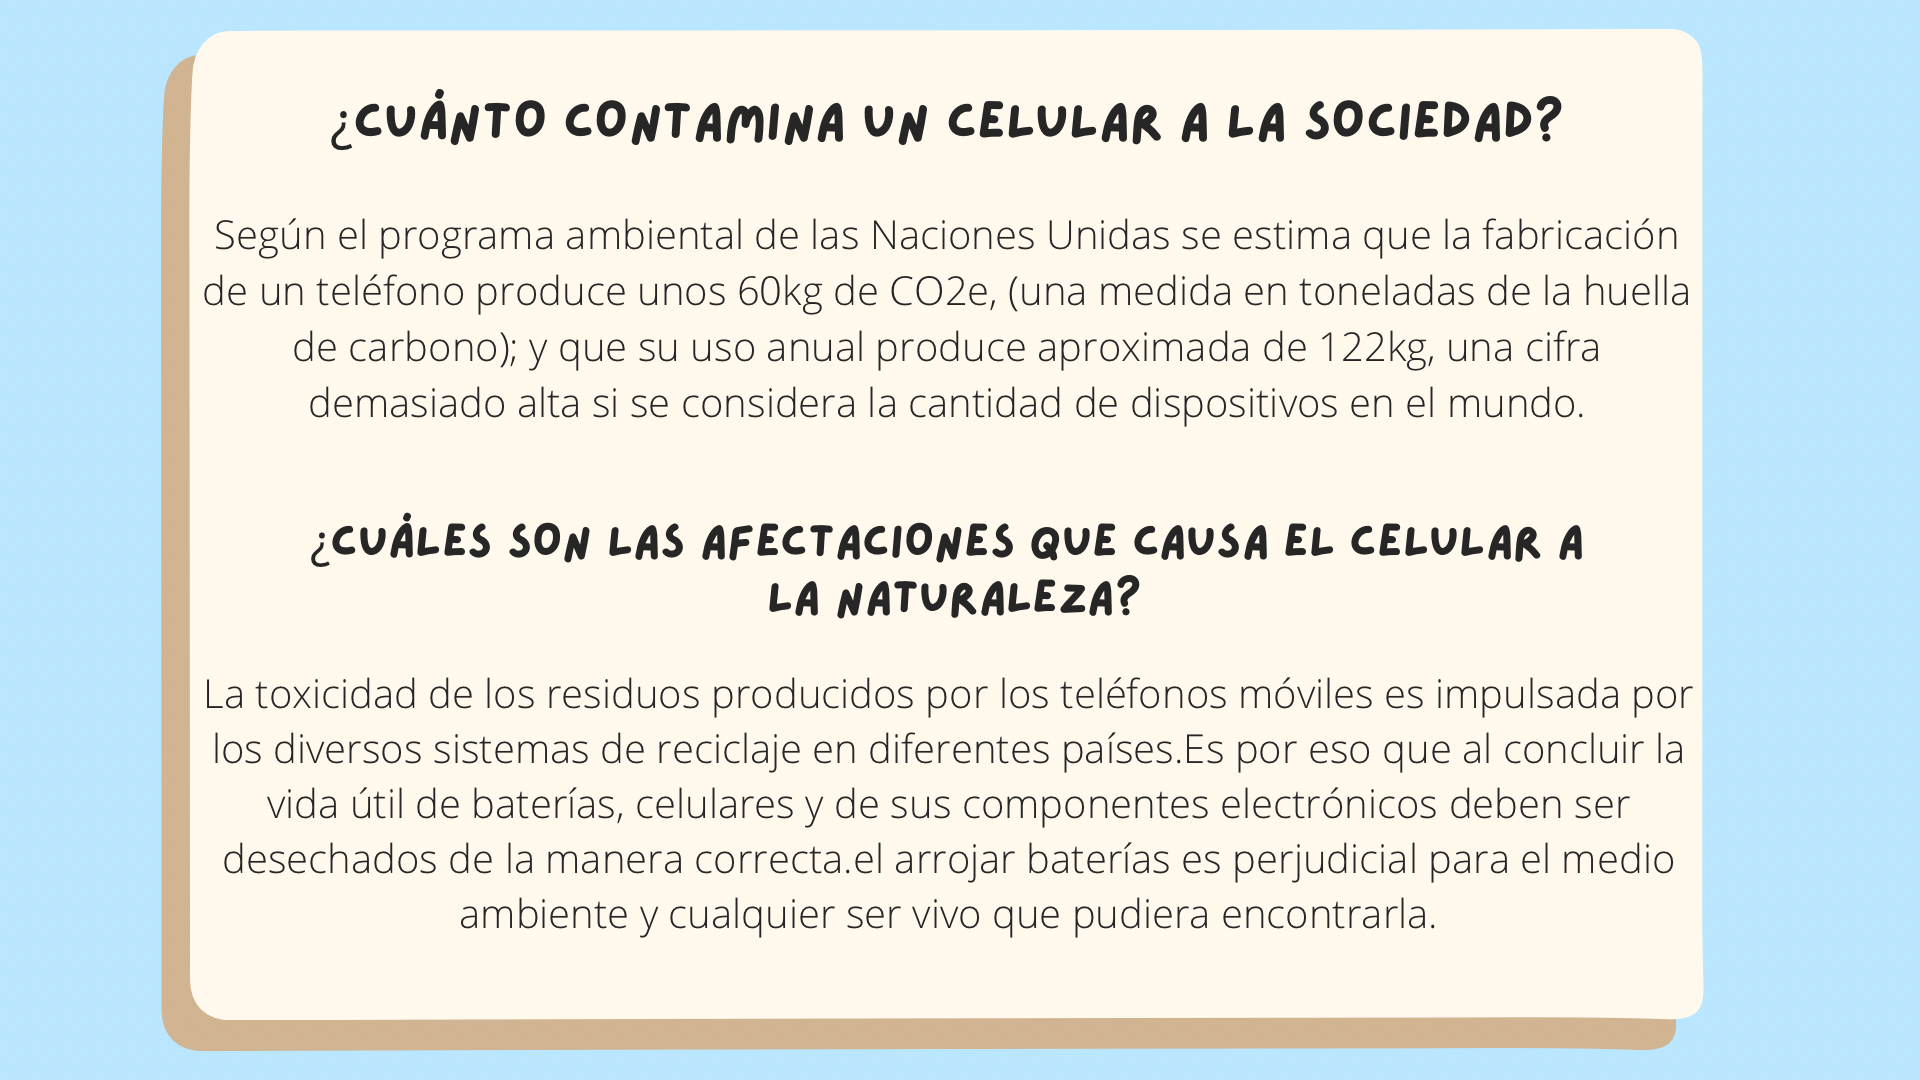 ¿CUÁNTO CONTAMINA UN CELULAR A LA SOCIEDAD?
Según el programa ambiental de las Naciones Unidas se estima que la fabricación
de un teléfono produce unos 60kg de CO2e, (una medida en toneladas de la huella
de carbono); y que su uso anual produce aproximada de 122kg, una cifra
demasiado alta si se considera la cantidad de dispositivos en el mundo.
¿CUÁLES SON LAS AFECTACIONES QUE CAUSA EL CELULAR A
LA NATURALEZA?
La toxicidad de los residuos producidos por los teléfonos móviles es impulsada por
los diversos sistemas de reciclaje en diferentes países.Es por eso que al concluir la
vida útil de baterías, celulares y de sus componentes electrónicos deben ser
desechados de la manera correcta.el arrojar baterías es perjudicial para el medio
ambiente y cualquier ser vivo que pudiera encontrarla.